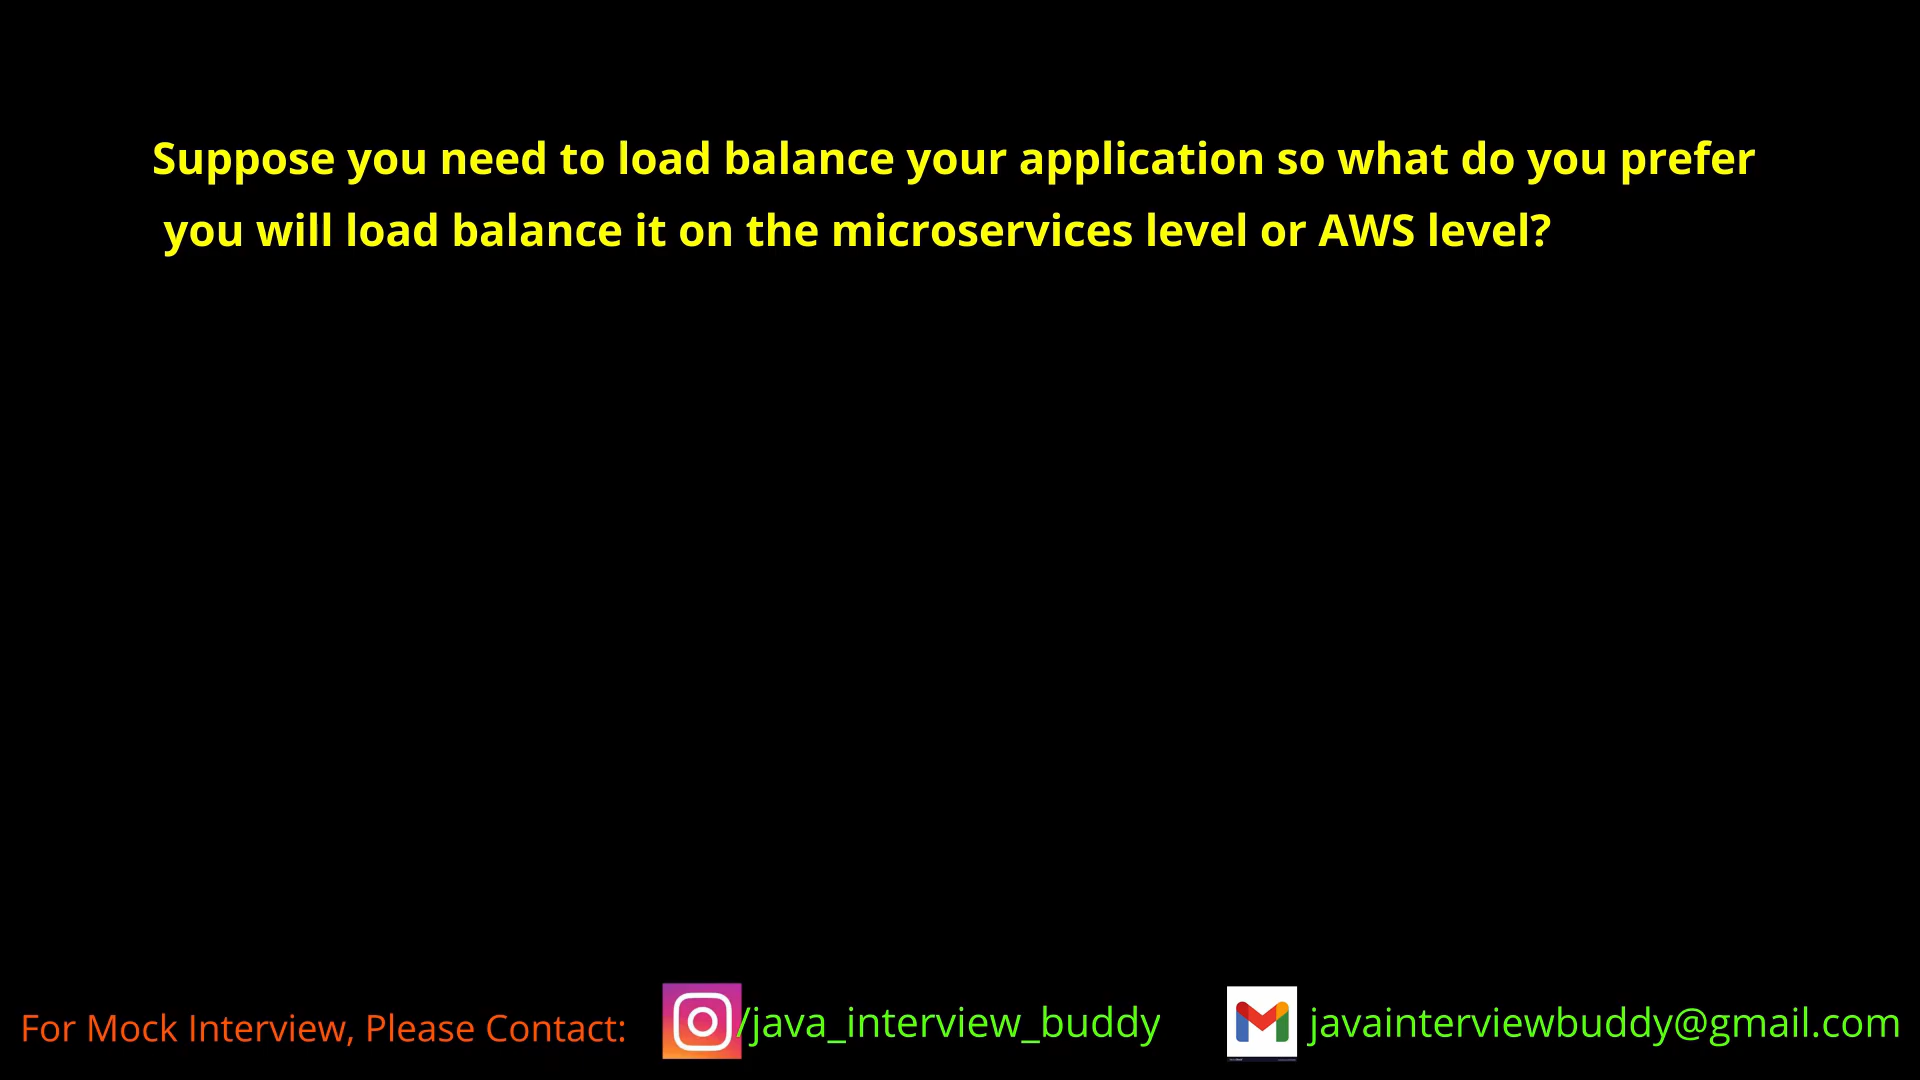 Suppose you need to load balance your application so what do you prefer
you will load balance it on the microservices level or AWS level?
For Mock Interview, Please Contact: /java_interview_buddy javainterviewbuddy@gmail.com